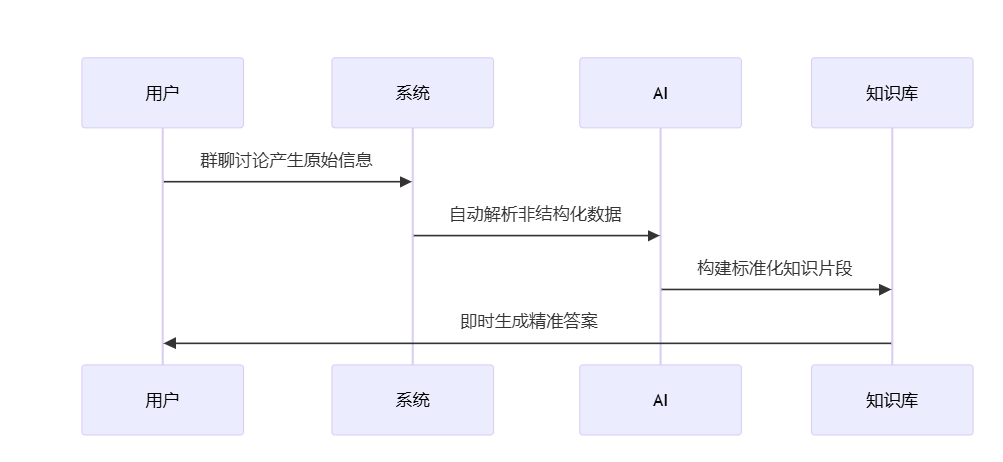 用户
系统
AI
知识库
群聊讨论产生原始信息
自动解析非结构化数据
构建标准化知识片段
即时生成精准答案
用户
系统
AI
知识库